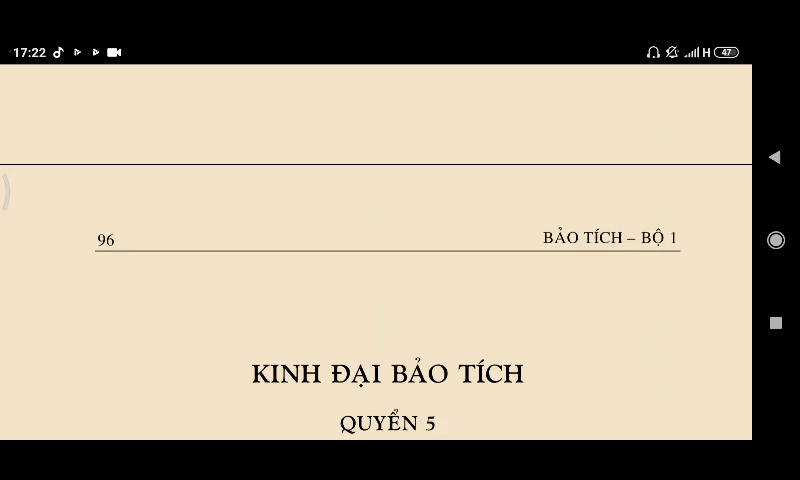 17:22
H 47
96 BẢO TÍCH – BỘ 1
KINH ĐẠI BẢO TÍCH
QUYỂN 5